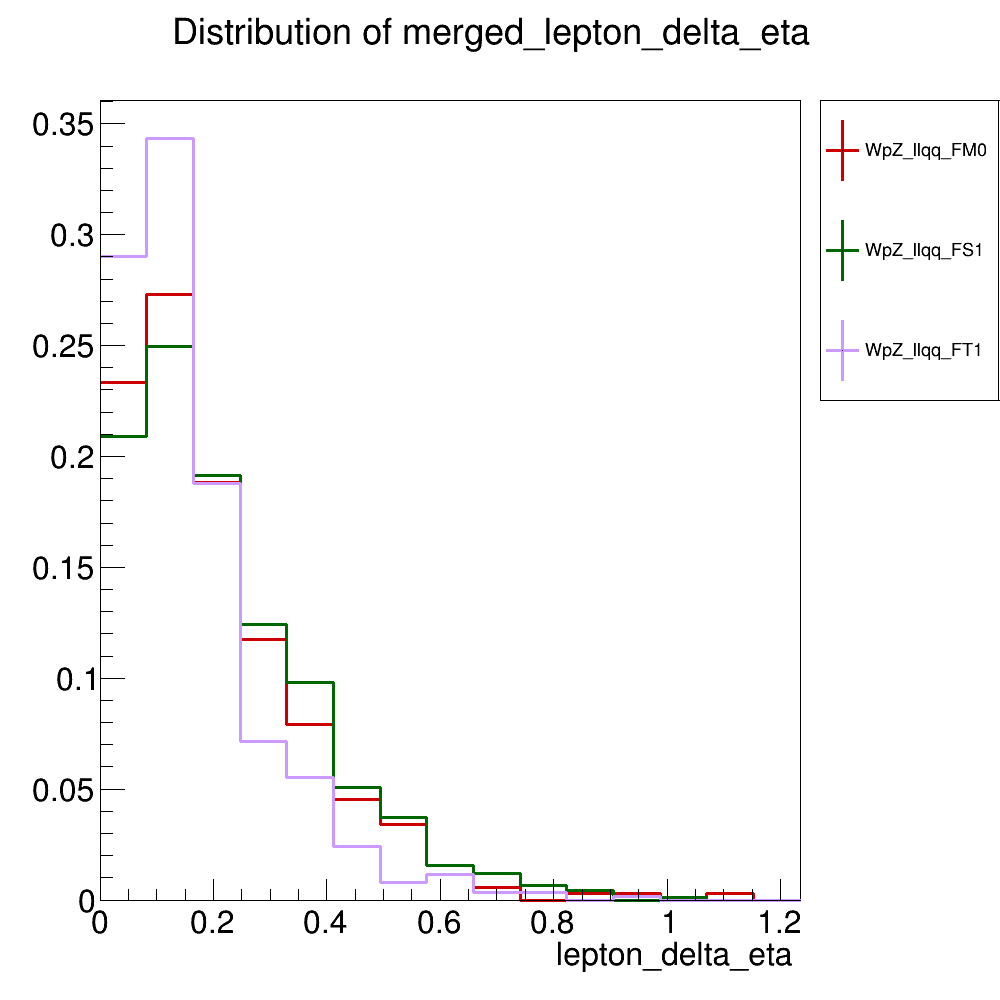 Distribution of merged_lepton_delta_eta
0.35
0.3
0.25
0.2
0.15
0.1
0.05
0
0 0.2 0.4 0.6 0.8 1 1.2
lepton_delta_eta
WpZ_llqq_FM0
WpZ_llqq_FS1
WpZ_llqq_FT1